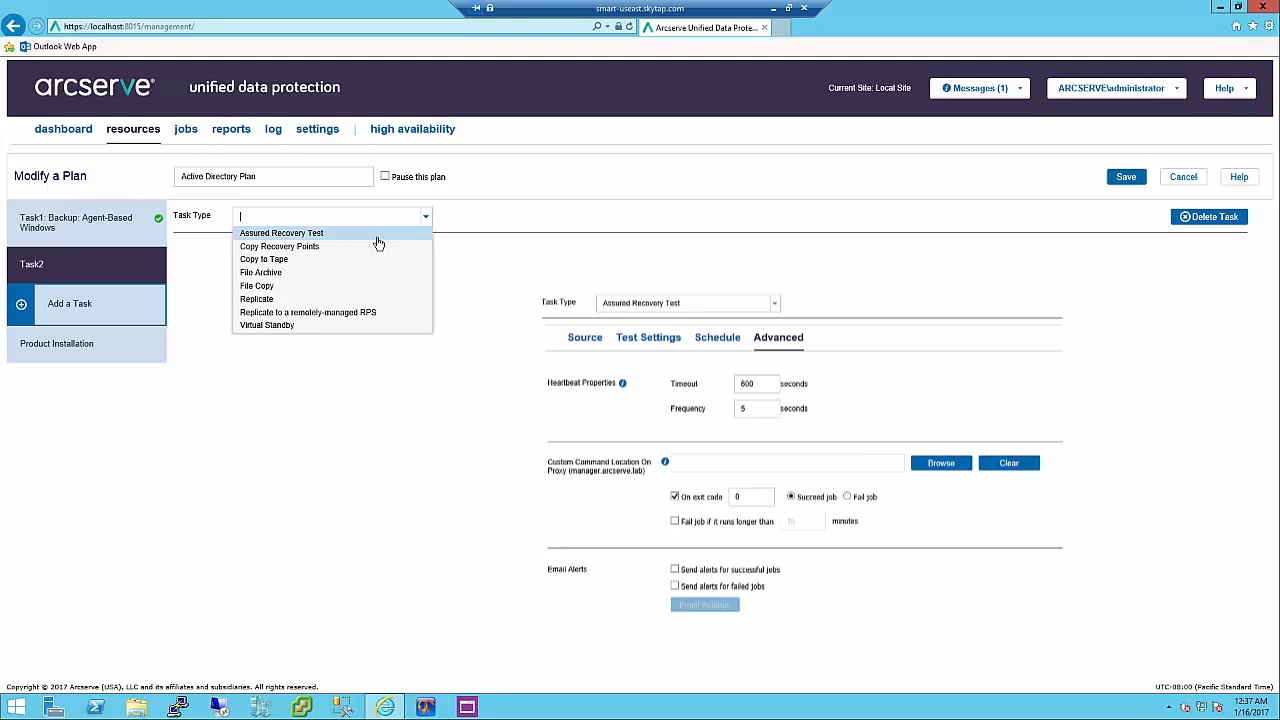 smart-useast.skytap.com
https://localhost:8015/management/
Arcserve Unified Data Prote...
Outlook Web App
arcserve® unified data protection
Current Site: Local Site
Messages (1)
ARCSERVE\administrator
Help
dashboard resources jobs reports log settings | high availability
Modify a Plan
Active Directory Plan
Pause this plan
Save
Cancel
Help
Task1: Backup: Agent-Based
Windows
Task Type
Delete Task
Assured Recovery Test
Copy Recovery Points
Copy to Tape
File Archive
File Copy
Replicate
Replicate to a remotely-managed RPS
Virtual Standby
Task2
Add a Task
Product Information
Task Type Assured Recovery Test
Source Test Settings Schedule Advanced
Heartbeat Properties Timeout 600 seconds
Frequency 5 seconds
Custom Command Location On
Proxy (manager.arcserve.lab)
Browse Clear
On exit code 0 Succeed job Fail job
Fail job if it runs longer than 15 minutes
Email Alerts Send alerts for successful jobs
Send alerts for failed jobs
Email Settings
Copyright © 2017 Arcserve (USA), LLC and its affiliates and subsidiaries. All rights reserved.
UTC-08:00 (Pacific Standard Time)
12:37 AM
1/16/2017